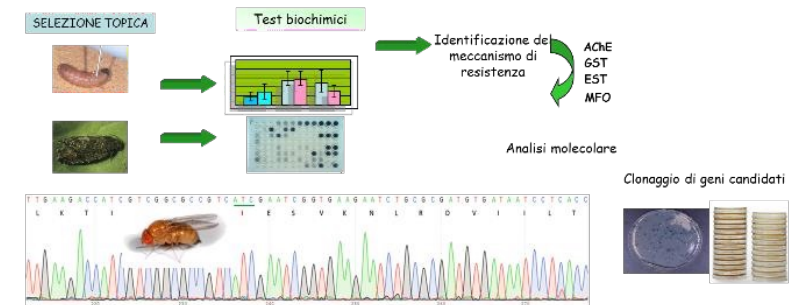 SELEZIONE TOPICA
Test biochimici
Identificazione del
meccanismo di
resistenza
AChE
GST
EST
MFO
Analisi molecolare
Clonaggio di geni candidati
T T G A A G A C C A T C G T C G G C G C C G T C A T C G A A T C G G T G A A G A A T C T G C G C G A T G T G A T A A T C C T C A C C
L K T I I E S V K N L R D V I I L T